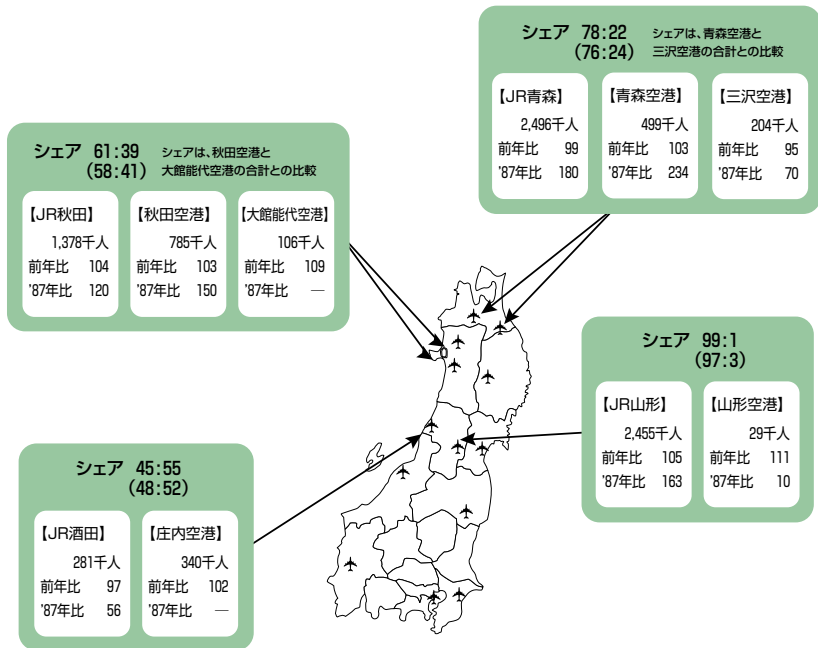 シェア 78:22
(76:24)
シェアは、青森空港と
三沢空港の合計との比較
【JR青森】
2,496千人
前年比 99
'87年比 180
【青森空港】
499千人
前年比 103
'87年比 234
【三沢空港】
204千人
前年比 95
'87年比 70
シェア 61:39
(58:41)
シェアは、秋田空港と
大館能代空港の合計との比較
【JR秋田】
1,378千人
前年比 104
'87年比 120
【秋田空港】
785千人
前年比 103
'87年比 150
【大館能代空港】
106千人
前年比 109
'87年比 —
シェア 99:1
(97:3)
【JR山形】
2,455千人
前年比 105
'87年比 163
【山形空港】
29千人
前年比 111
'87年比 10
シェア 45:55
(48:52)
【JR酒田】
281千人
前年比 97
'87年比 56
【庄内空港】
340千人
前年比 102
'87年比 —